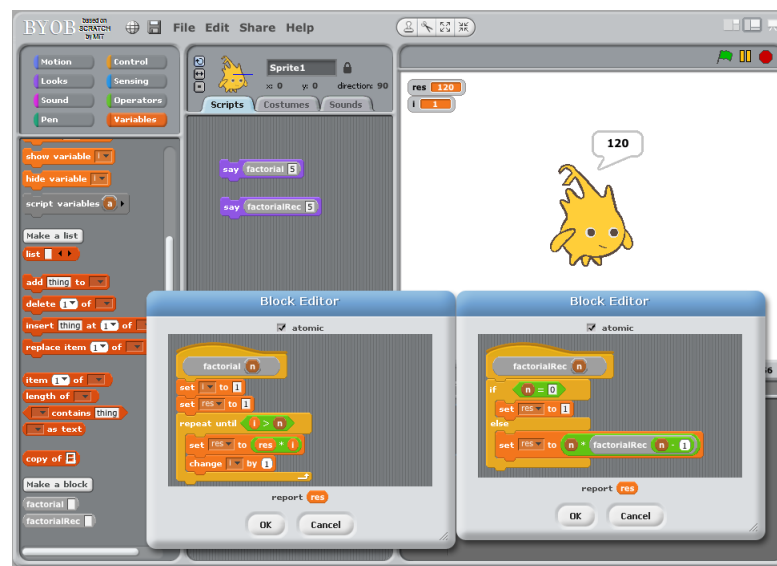 BYOB based on SCRATCH by MIT File Edit Share Help
Motion Control
Looks Sensing
Sound Operators
Pen Variables
Sprite1
x: 0 y: 0 direction: 90
Scripts Costumes Sounds
show variable i
hide variable i
script variables a
Make a list
list
add thing to
delete 1 of
insert thing at 1 of
replace item 1 of
item 1 of
length of
contains thing
as text
copy of
Make a block
factorial
factorialRec
say factorial 5
say factorialRec 5
res 120
i 1
120
Block Editor
atomic
factorial n
set i to 1
set res to 1
repeat until i > n
set res to res * i
change i by 1
report res
OK Cancel
Block Editor
atomic
factorialRec n
if n = 0
set res to 1
else
set res to n * factorialRec n - 1
report res
OK Cancel